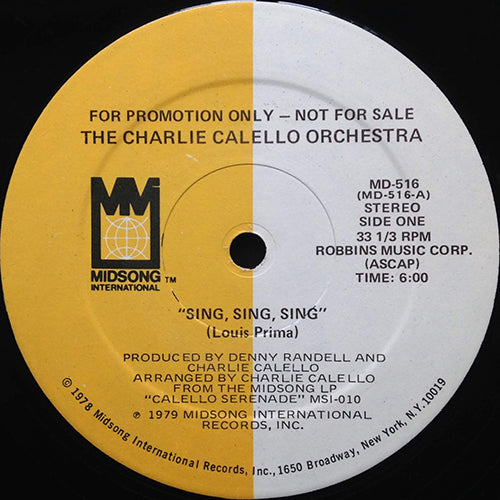 FOR PROMOTION ONLY – NOT FOR SALE
THE CHARLIE CALELLO ORCHESTRA
MD-516
(MD-516-A)
STEREO
SIDE ONE
33 1/3 RPM
ROBBINS MUSIC CORP.
(ASCAP)
TIME: 6:00
MM
MIDSONG TM
INTERNATIONAL
"SING, SING, SING"
(Louis Prima)
PRODUCED BY DENNY RANDELL AND
CHARLIE CALELLO
ARRANGED BY CHARLIE CALELLO
FROM THE MIDSONG LP
"CALELLO SERENADE" MSI-010
℗ 1979 MIDSONG INTERNATIONAL
RECORDS, INC.
© 1978 Midsong International Records, Inc., 1650 Broadway, New York, N.Y. 10019